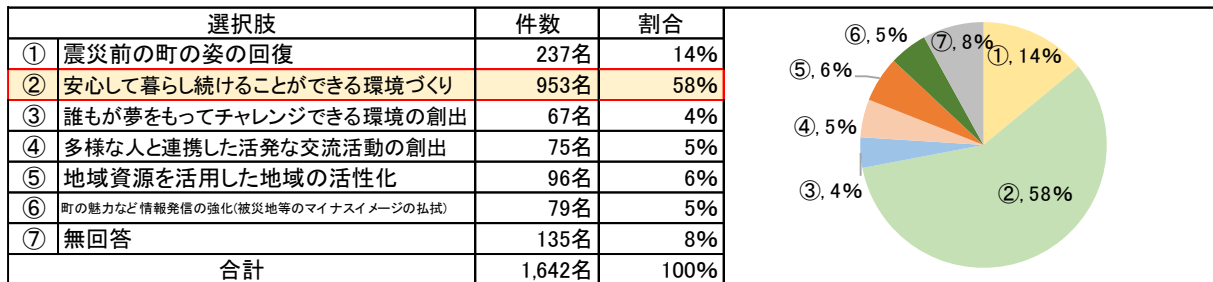 選択肢 件数 割合
① 震災前の町の姿の回復 237名 14%
② 安心して暮らし続けることができる環境づくり 953名 58%
③ 誰もが夢をもってチャレンジできる環境の創出 67名 4%
④ 多様な人と連携した活発な交流活動の創出 75名 5%
⑤ 地域資源を活用した地域の活性化 96名 6%
⑥ 町の魅力など情報発信の強化(被災地等のマイナスイメージの払拭) 79名 5%
⑦ 無回答 135名 8%
合計 1,642名 100%
①, 14%
②, 58%
③, 4%
④, 5%
⑤, 6%
⑥, 5%
⑦, 8%